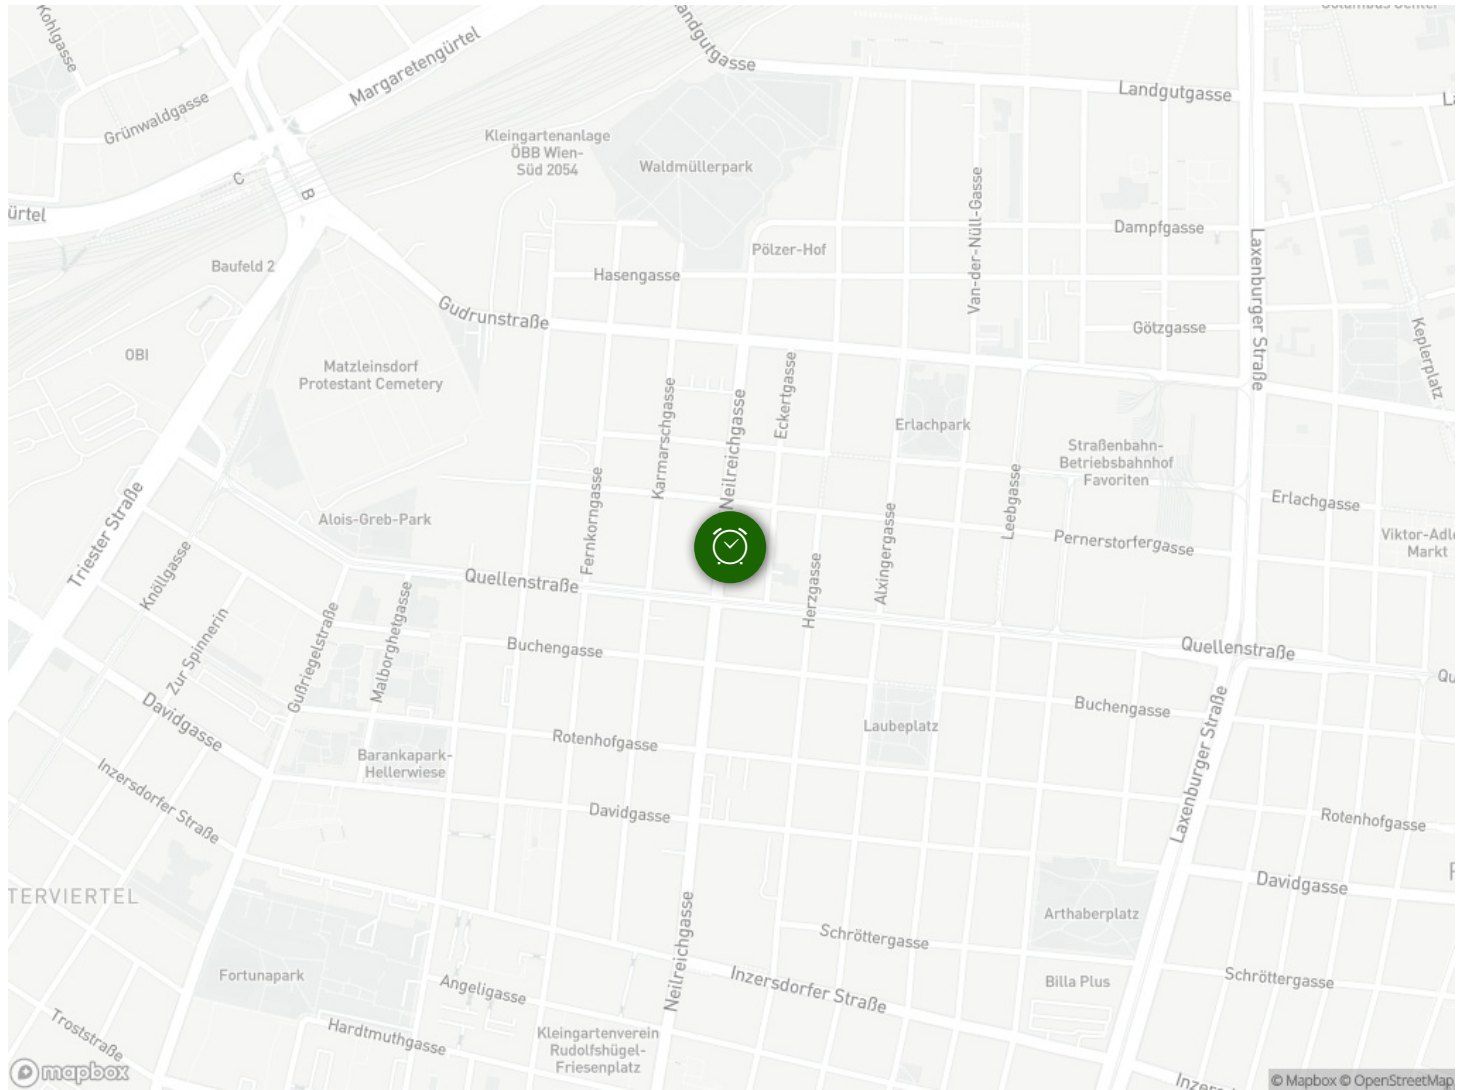 Kohlgasse
Margaretengürtel
Landgutgasse
Landgutgasse
Grünwaldgasse
Kleingartenanlage
ÖBB Wien-
Süd 2054
Waldmüllerpark
C
B
ürtel
Van-der-Nüll-Gasse
Dampfgasse
Laxenburger Straße
Pölzer-Hof
Baufeld 2
Hasengasse
Gudrunstraße
Götzgasse
Keplerplatz
OBI
Matzleinsdorf
Protestant Cemetery
Karmarschgasse
Neilreichgasse
Eckertgasse
Erlachpark
Straßenbahn-
Betriebsbahnhof
Favoriten
Fernkorngasse
Leebgasse
Erlachgasse
Triester Straße
Alois-Greb-Park
Alxingergasse
Pernerstorfergasse
Viktor-Adle
Markt
Knöllgasse
Quellenstraße
Herzgasse
Zur Spinnerin
Gußriegelstraße
Malborghetgasse
Buchengasse
Quellenstraße
Qu
Davidgasse
Laubeplatz
Buchengasse
Rotenhofgasse
Barankapark-
Hellerwiese
Laxenburger Straße
Inzersdorfer Straße
Davidgasse
Rotenhofgasse
TERVIERTEL
Davidgasse
Arthaberplatz
Schröttergasse
Neilreichgasse
Fortunapark
Angeligasse
Inzersdorfer Straße
Billa Plus
Schröttergasse
Troststraße
Hardtmuthgasse
Kleingartenverein
Rudolfshügel-
Friesenplatz
mapbox
© Mapbox © OpenStreetMap